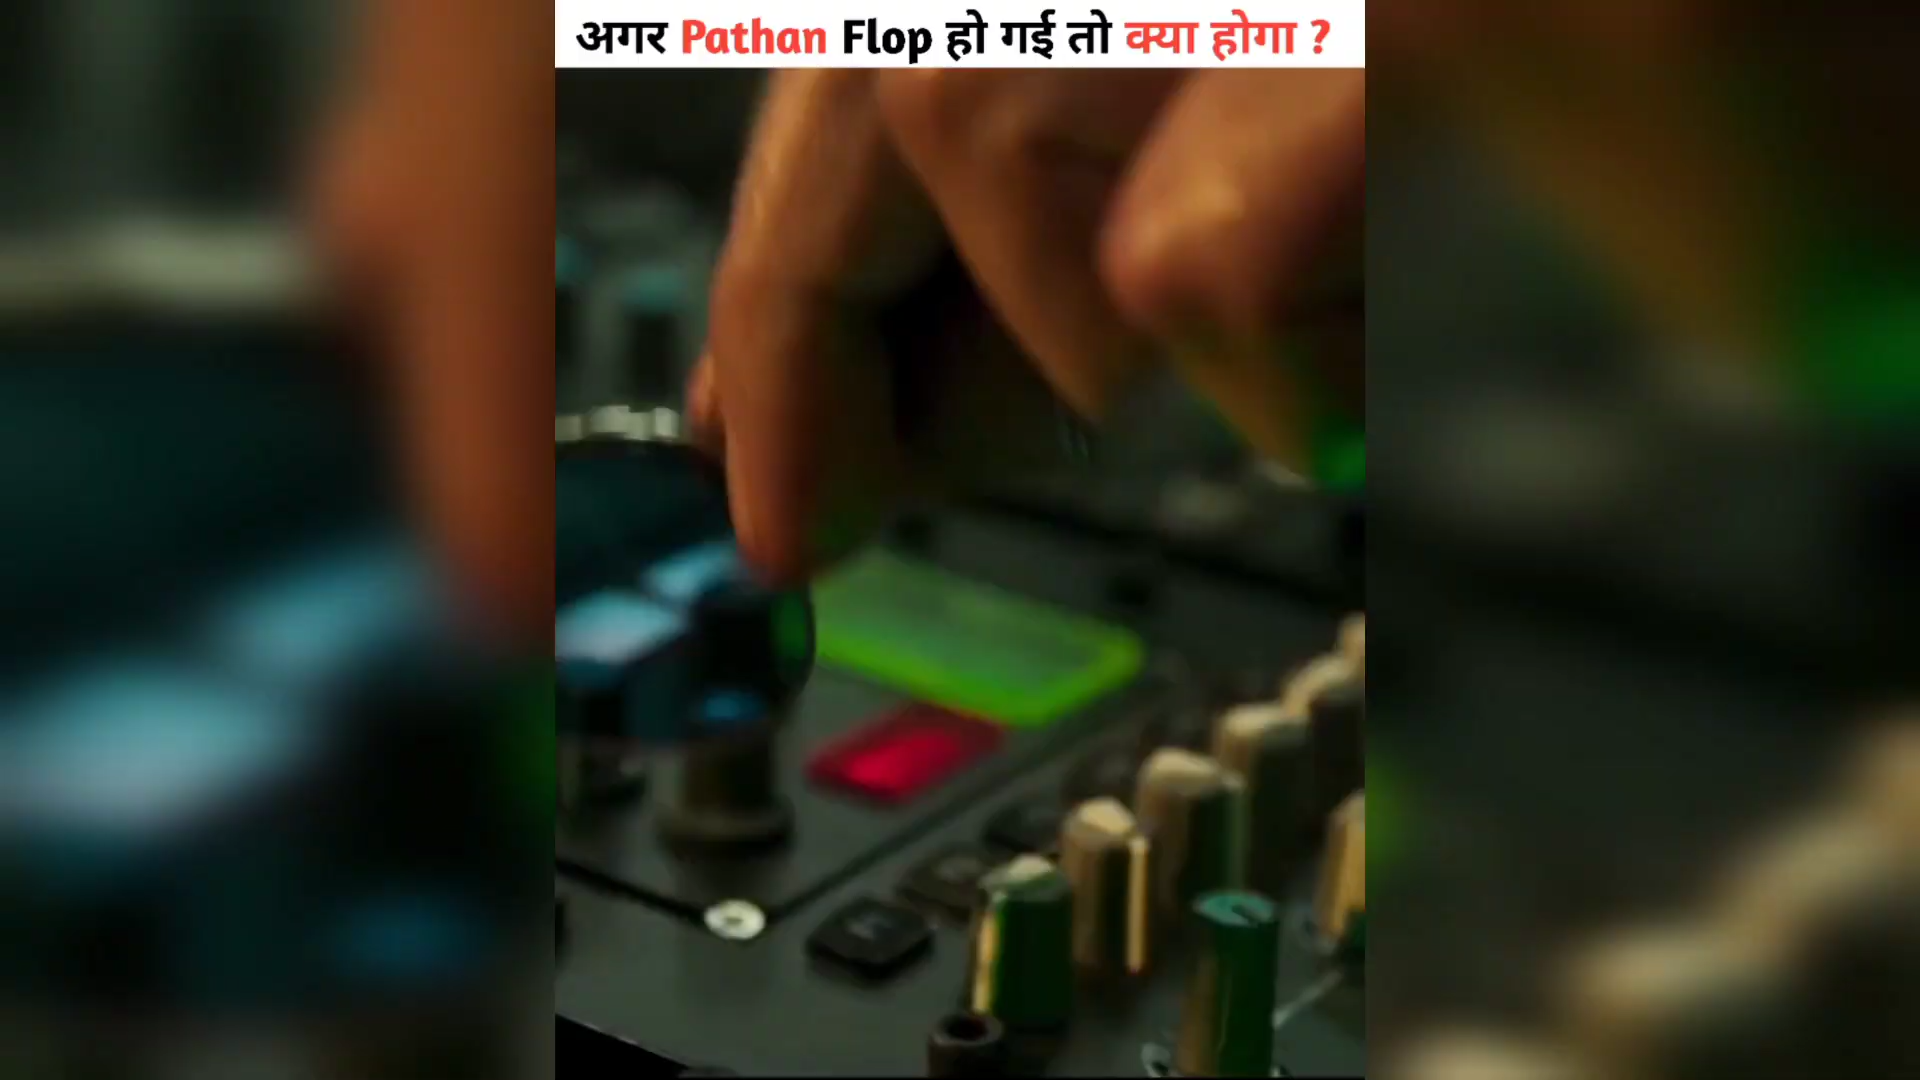 अगर Pathan Flop हो गई तो क्या होगा ?